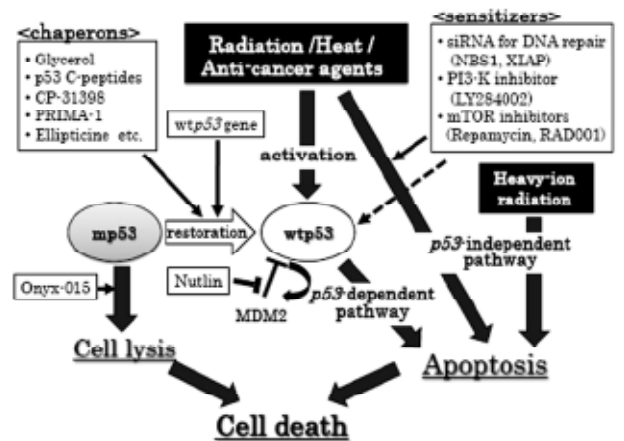 <chaperons>
• Glycerol
• p53 C-peptides
• CP-31398
• PRIMA-1
• Ellipticine etc.
Radiation /Heat /
Anti-cancer agents
<sensitizers>
• siRNA for DNA repair
(NBS1, XIAP)
• PI3-K inhibitor
(LY284002)
• mTOR inhibitors
(Repamycin, RAD001)
wtp53 gene
activation
Heavy-ion
radiation
mp53
restoration
wtp53
p53-independent
pathway
Onyx-015
Nutlin
MDM2
p53-dependent
pathway
Cell lysis
Apoptosis
Cell death